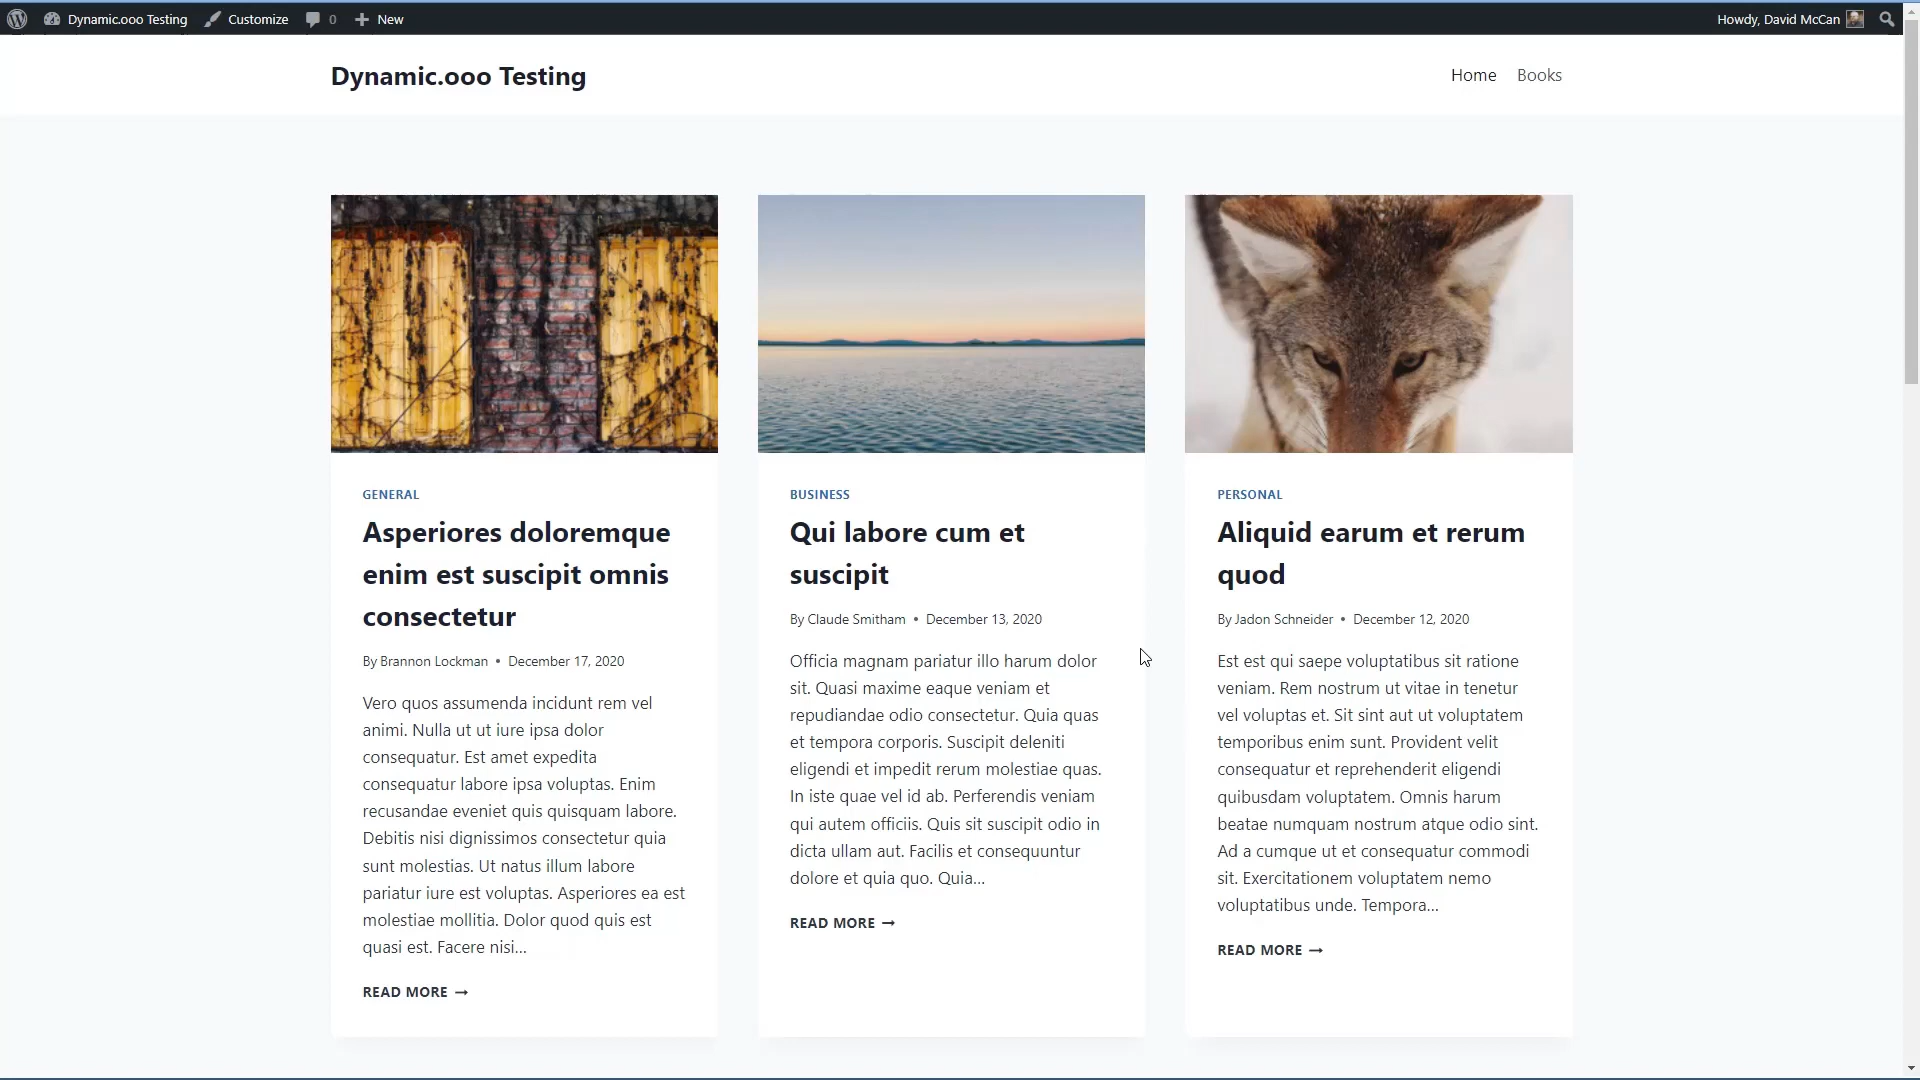 Dynamic.ooo Testing Customize 0 New Howdy, David McCan
Dynamic.ooo Testing
Home Books
GENERAL
Asperiores doloremque
enim est suscipit omnis
consectetur
By Brannon Lockman • December 17, 2020
Vero quos assumenda incidunt rem vel
animi. Nulla ut ut iure ipsa dolor
consequatur. Est amet expedita
consequatur labore ipsa voluptas. Enim
recusandae eveniet quis quisquam labore.
Debitis nisi dignissimos consectetur quia
sunt molestias. Ut natus illum labore
pariatur iure est voluptas. Asperiores ea est
molestiae mollitia. Dolor quod quis est
quasi est. Facere nisi...
READ MORE →
BUSINESS
Qui labore cum et
suscipit
By Claude Smitham • December 13, 2020
Officia magnam pariatur illo harum dolor
sit. Quasi maxime eaque veniam et
repudiandae odio consectetur. Quia quas
et tempora corporis. Suscipit deleniti
eligendi et impedit rerum molestiae quas.
In iste quae vel id ab. Perferendis veniam
qui autem officiis. Quis sit suscipit odio in
dicta ullam aut. Facilis et consequuntur
dolore et quia quo. Quia...
READ MORE →
PERSONAL
Aliquid earum et rerum
quod
By Jadon Schneider • December 12, 2020
Est est qui saepe voluptatibus sit ratione
veniam. Rem nostrum ut vitae in tenetur
vel voluptas et. Sit sint aut ut voluptatem
temporibus enim sunt. Provident velit
consequatur et reprehenderit eligendi
quibusdam voluptatem. Omnis harum
beatae numquam nostrum atque odio sint.
Ad a cumque ut et consequatur commodi
sit. Exercitationem voluptatem nemo
voluptatibus unde. Tempora...
READ MORE →